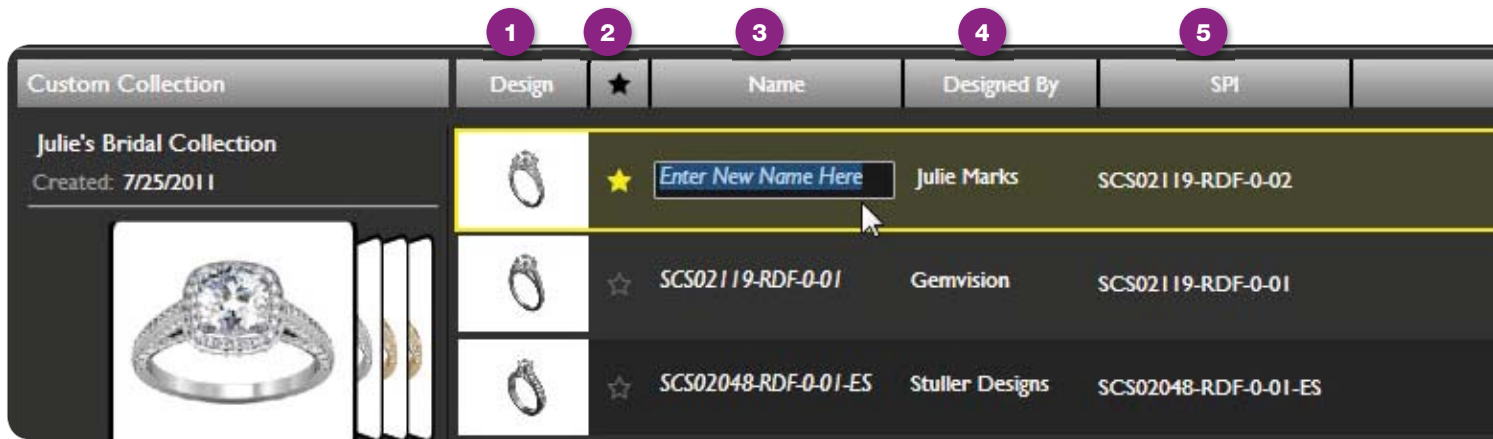 1 2 3 4 5
Custom Collection Design Name Designed By SPI
Julie's Bridal Collection
Created: 7/25/2011
Enter New Name Here Julie Marks SCS02119-RDF-0-02
SCS02119-RDF-0-01 Gemvision SCS02119-RDF-0-01
SCS02048-RDF-0-01-ES Stuller Designs SCS02048-RDF-0-01-ES